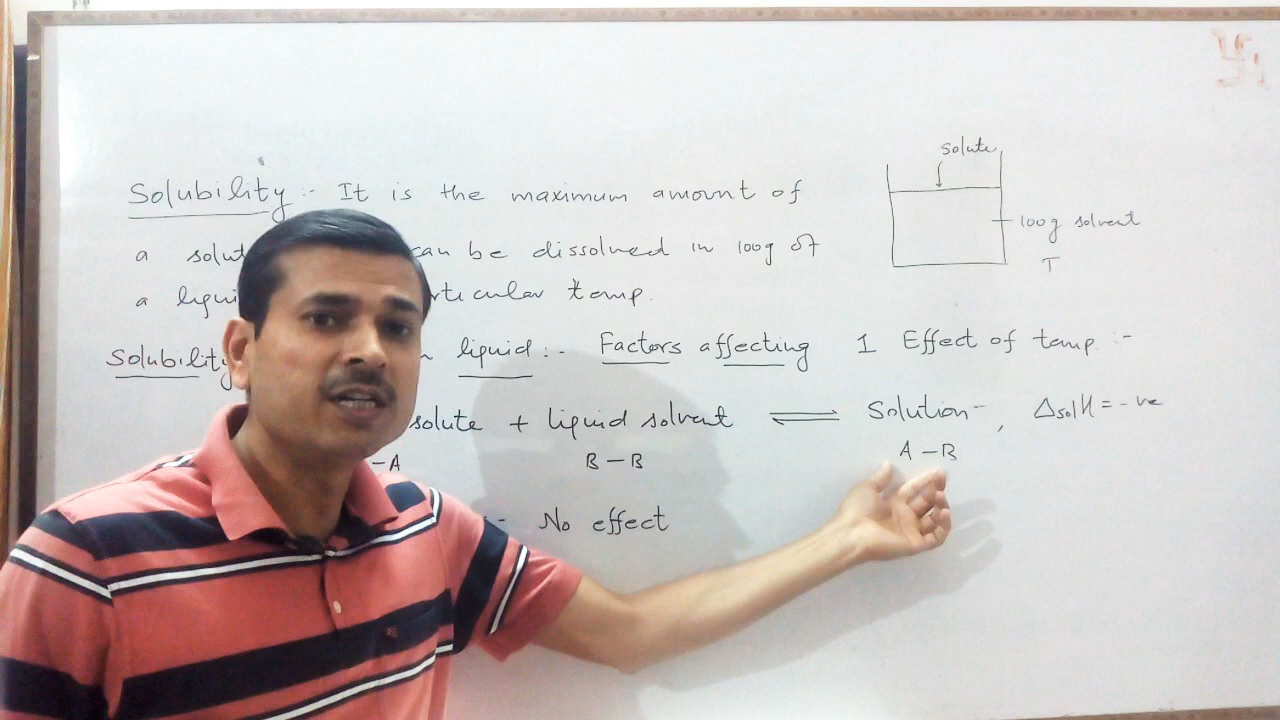 Solubility :- It is the maximum amount of
a solut can be dissolved in 100g of
a liqui rticular temp.
Solubility liquid :- Factors affecting 1 Effect of temp :-
solute + liquid solvent ⇌ Solution , ΔsolH = -ve
-A B-B A-B
:- No effect
solute
100g solvent
T